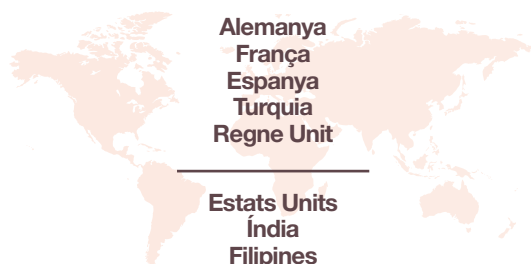 Alemanya
França
Espanya
Turquia
Regne Unit
Estats Units
Índia
Filipines